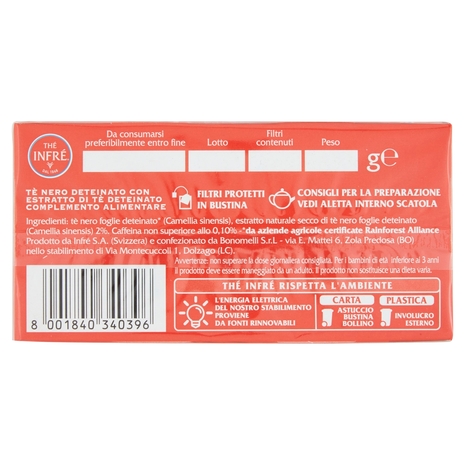 THÉ
INFRÉ
Da consumarsi
preferibilmente entro fine
Lotto
Filtri
contenuti
Peso
g℮
TÈ NERO DETEINATO CON
ESTRATTO DI TÈ DETEINATO
COMPLEMENTO ALIMENTARE
FILTRI PROTETTI
IN BUSTINA
CONSIGLI PER LA PREPARAZIONE
VEDI ALETTA INTERNO SCATOLA
Ingredienti: tè nero foglie deteinato* (Camellia sinensis), estratto naturale secco di tè nero foglie deteinato*
(Camellia sinensis) 2%. Caffeina non superiore allo 0,10% - *da aziende agricole certificate Rainforest Alliance
Prodotto da Infré S.A. (Svizzera) e confezionato da Bonomelli S.r.L - via E. Mattei 6, Zola Predosa (BO)
nello stabilimento di Via Montecuccoli 1, Dolzago (LC).
Avvertenze: non superare la dose giornaliera consigliata. Per i bambini di età inferiore ai 3 anni
il prodotto deve essere maneggiato da un adulto. Il prodotto non sostituisce una dieta varia.
THÉ INFRÉ RISPETTA L'AMBIENTE
L'ENERGIA ELETTRICA
DEL NOSTRO STABILIMENTO
PROVIENE
DA FONTI RINNOVABILI
CARTA
ASTUCCIO
BUSTINA
BOLLINO
PLASTICA
INVOLUCRO
ESTERNO
8 001840 340396